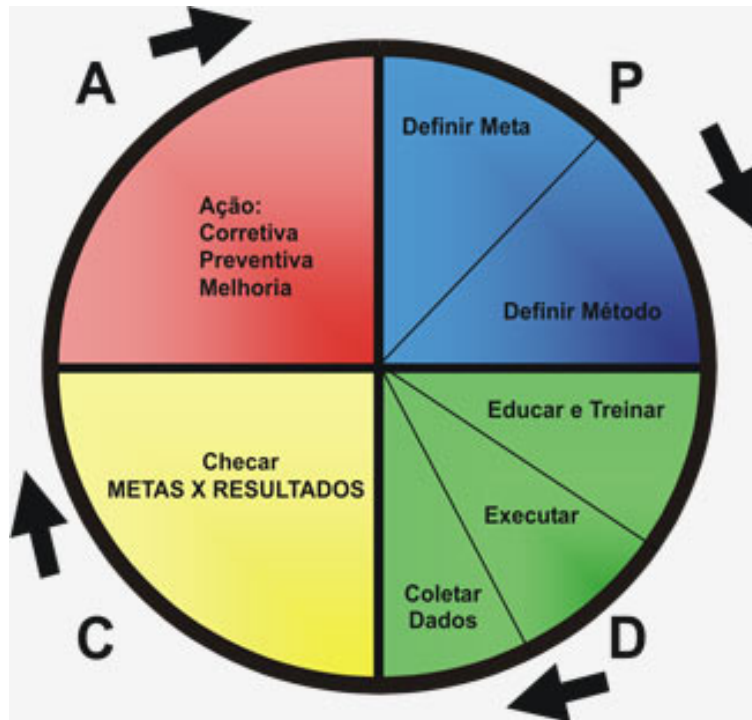 A
P
Definir Meta
Ação:
Corretiva
Preventiva
Melhoria
Definir Método
Educar e Treinar
Checar
METAS X RESULTADOS
Executar
Coletar
Dados
C
D